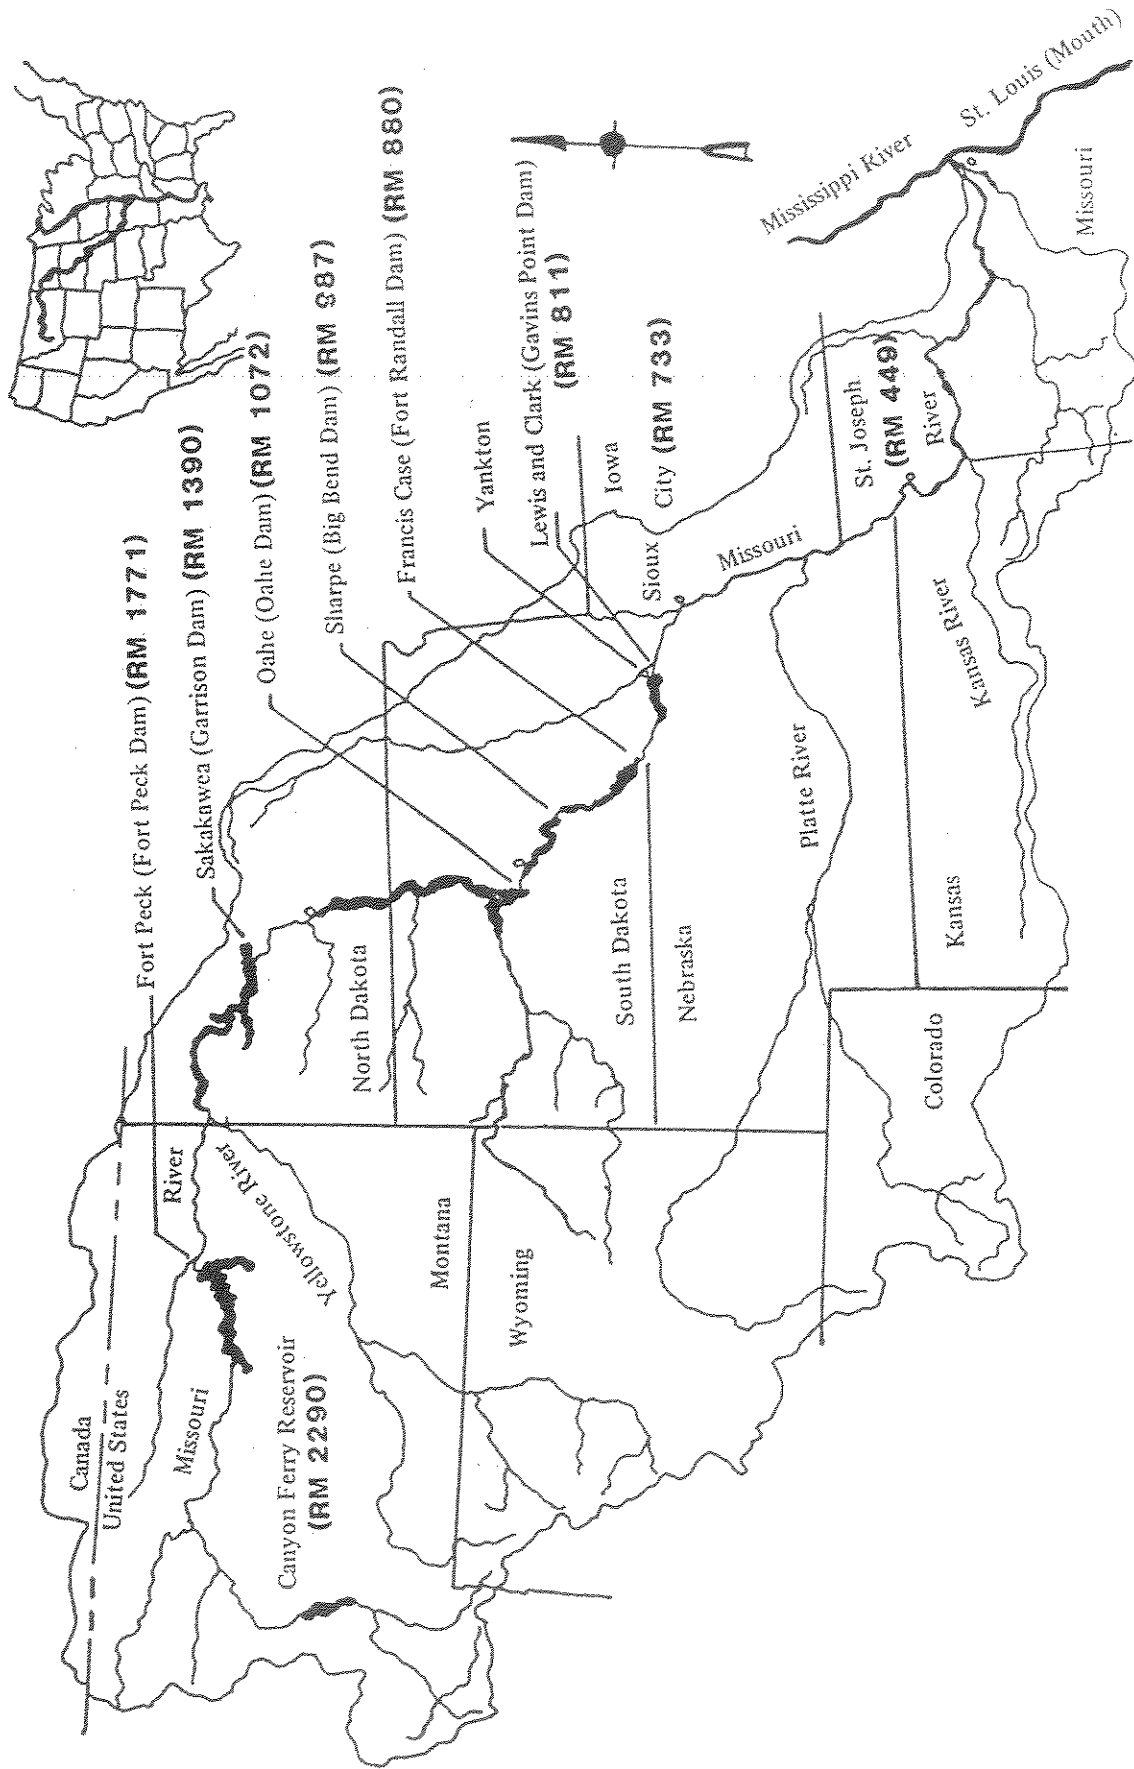 Fort Peck (Fort Peck Dam) (RM 1771)
Sakakawea (Garrison Dam) (RM 1390)
Oahe (Oahe Dam) (RM 1072)
Sharpe (Big Bend Dam) (RM 987)
Francis Case (Fort Randall Dam) (RM 880)
Yankton
Lewis and Clark (Gavins Point Dam)
(RM 811)
Canada
United States
Missouri
River
Canyon Ferry Reservoir
(RM 2290)
Yellowstone River
Montana
Wyoming
North Dakota
South Dakota
Nebraska
Iowa
Sioux City (RM 733)
Missouri
River
Platte River
St. Joseph
(RM 449)
Colorado
Kansas
Kansas River
Mississippi River
St. Louis (Mouth)
Missouri